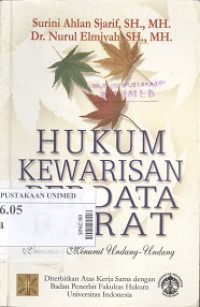 Surini Ahlan Sjarif, SH., MH.
Dr. Nurul Elmiyah, SH., MH.
HUKUM
KEWARISAN
PERDATA
BARAT
Menurut Undang-Undang
PUSTAKAAN UNIMED
6.05
Diterbitkan Atas Kerja Sama dengan
Badan Penerbit Fakultas Hukum
Universitas Indonesia